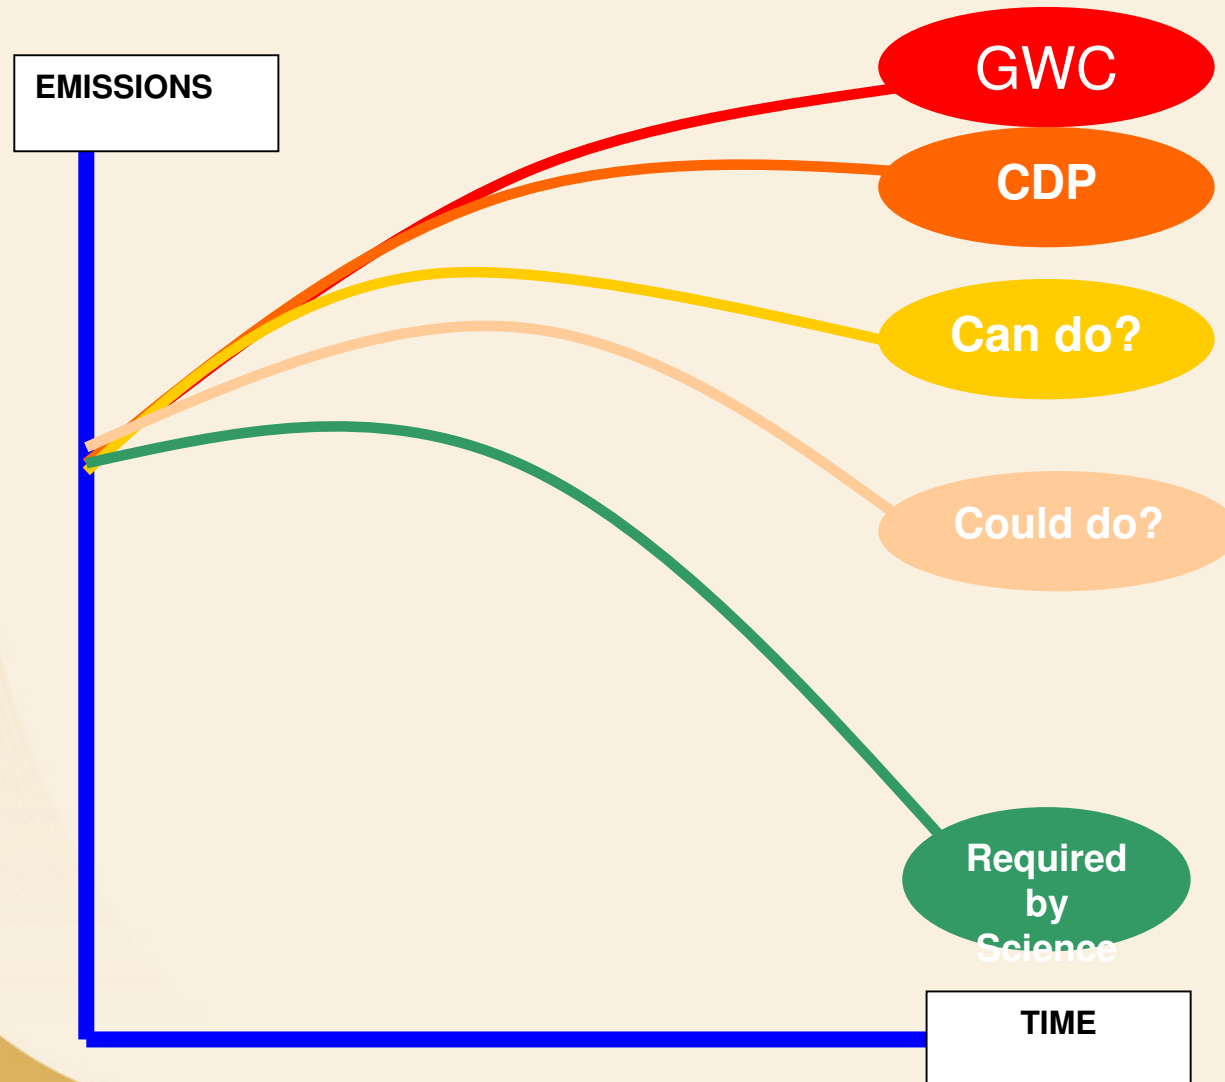 EMISSIONS
GWC
CDP
Can do?
Could do?
Required
by
Science
TIME